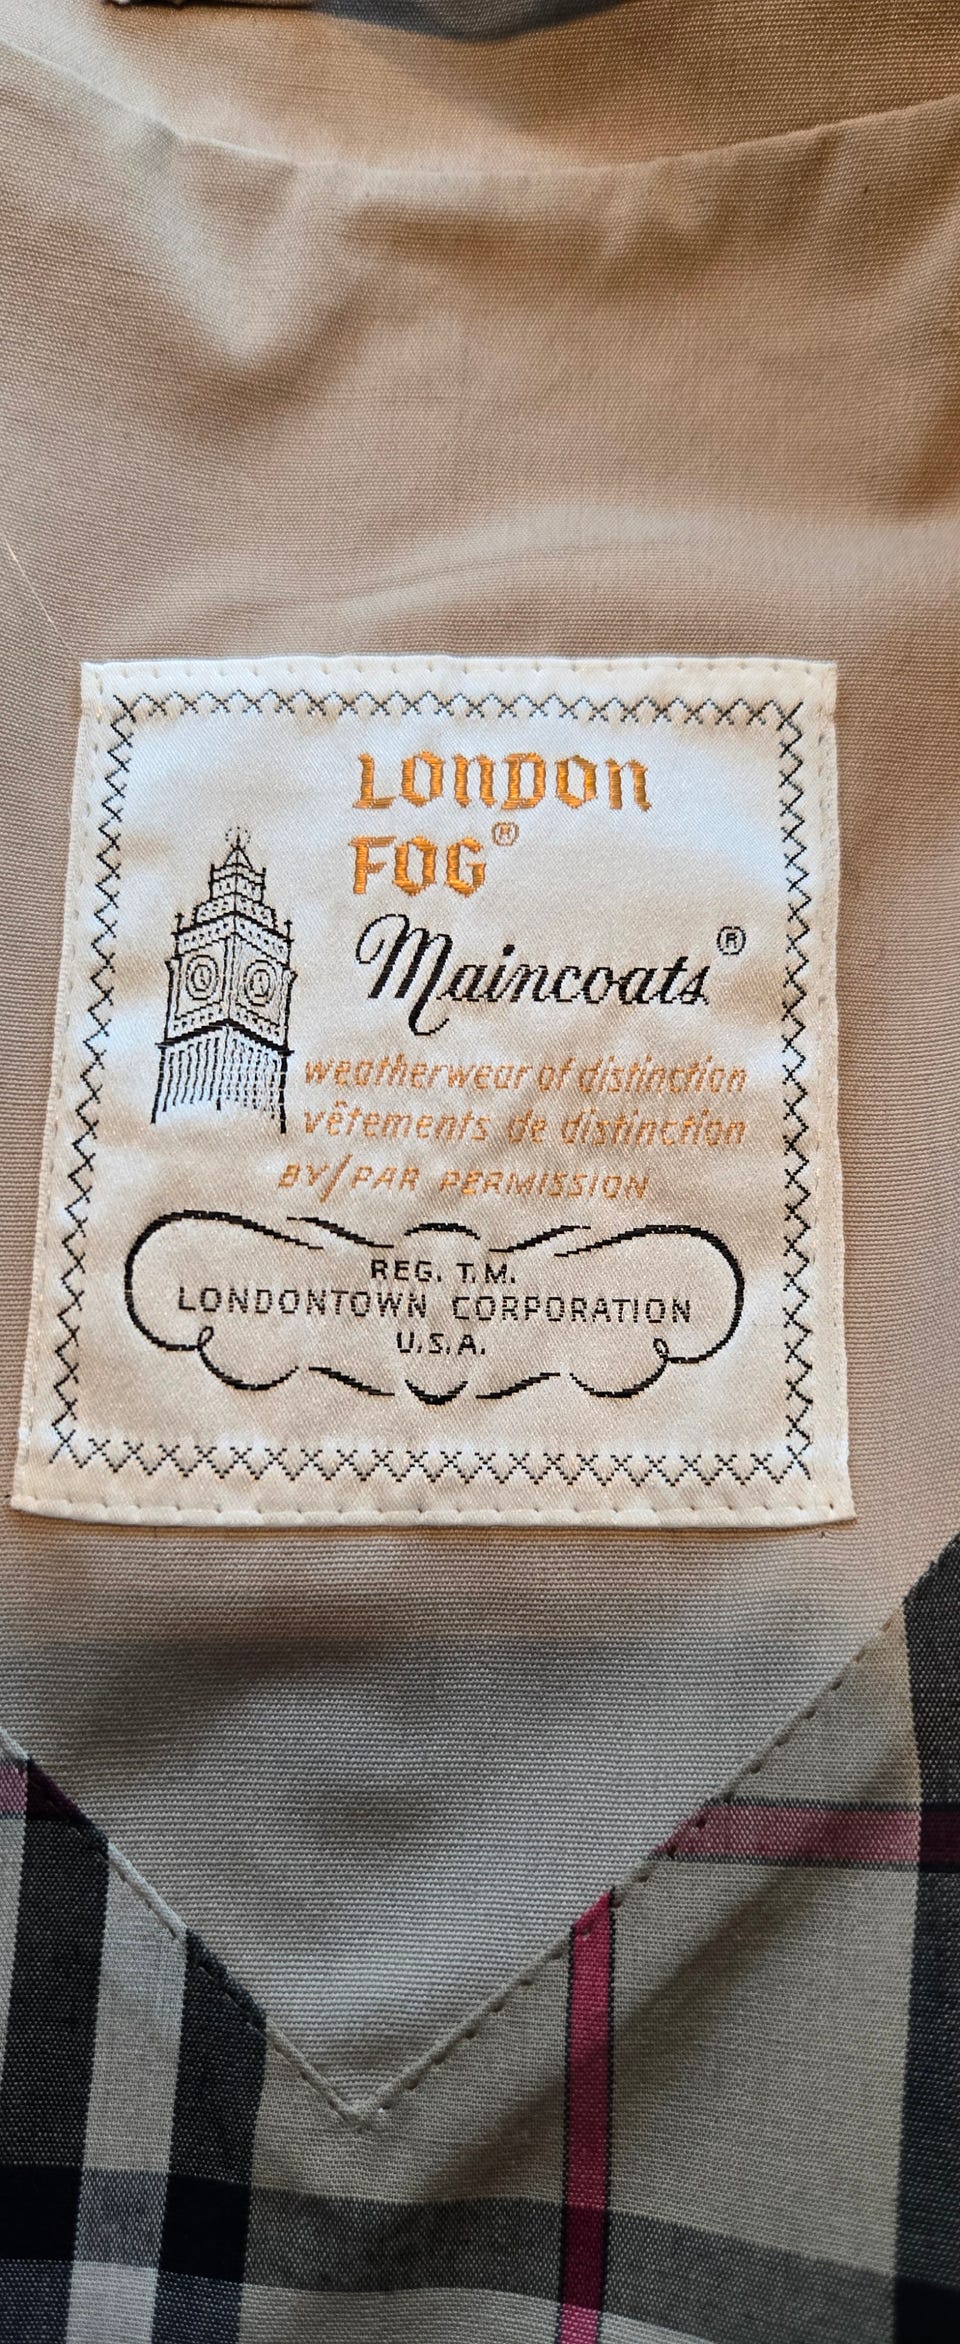 LONDON
FOG®
Maincoats®
weatherwear of distinction
vêtements de distinction
BY/PAR PERMISSION
REG. T.M.
LONDONTOWN CORPORATION
U.S.A.